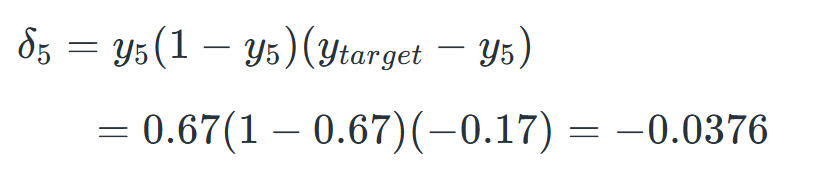 δ₅ = y₅(1 − y₅)(y_target − y₅)
= 0.67(1 − 0.67)(−0.17) = −0.0376